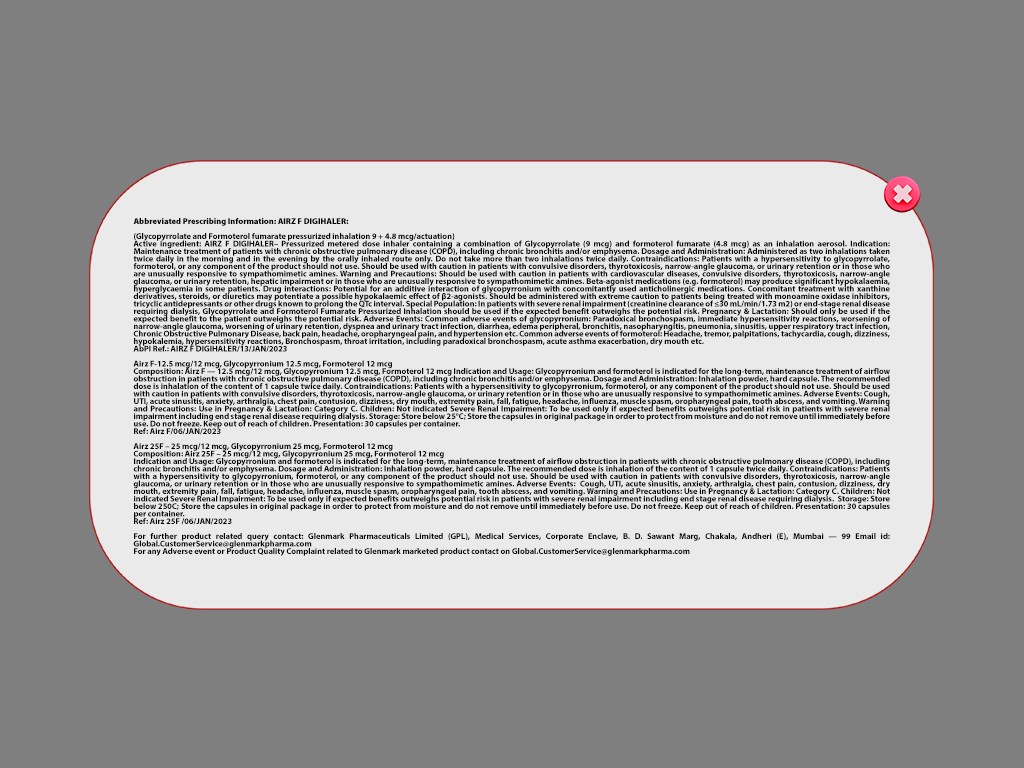 Abbreviated Prescribing Information: AIRZ F DIGIHALER:
(Glycopyrrolate and Formoterol fumarate pressurized inhalation 9 + 4.8 mcg/actuation)
Active ingredient: AIRZ F DIGIHALER– Pressurized metered dose inhaler containing a combination of Glycopyrrolate (9 mcg) and formoterol fumarate (4.8 mcg) as an inhalation aerosol. Indication:
Maintenance treatment of patients with chronic obstructive pulmonary disease (COPD), including chronic bronchitis and/or emphysema. Dosage and Administration: Administered as two inhalations taken
twice daily in the morning and in the evening by the orally inhaled route only. Do not take more than two inhalations twice daily. Contraindications: Patients with a hypersensitivity to glycopyrrolate,
formoterol, or any component of the product should not use. Should be used with caution in patients with convulsive disorders, thyrotoxicosis, narrow-angle glaucoma, or urinary retention or in those who
are unusually responsive to sympathomimetic amines. Warning and Precautions: Should be used with caution in patients with cardiovascular diseases, convulsive disorders, thyrotoxicosis, narrow-angle
glaucoma, or urinary retention, hepatic impairment or in those who are unusually responsive to sympathomimetic amines. Beta-agonist medications (e.g. formoterol) may produce significant hypokalaemia,
hyperglycaemia in some patients. Drug interactions: Potential for an additive interaction of glycopyrronium with concomitantly used anticholinergic medications. Concomitant treatment with xanthine
derivatives, steroids, or diuretics may potentiate a possible hypokalaemic effect of β2-agonists. Should be administered with extreme caution to patients being treated with monoamine oxidase inhibitors,
tricyclic antidepressants or other drugs known to prolong the QTc interval. Special Population: In patients with severe renal impairment (creatinine clearance of ≤30 mL/min/1.73 m2) or end-stage renal disease
requiring dialysis, Glycopyrrolate and Formoterol Fumarate Pressurized Inhalation should be used if the expected benefit outweighs the potential risk. Pregnancy & Lactation: Should only be used if the
expected benefit to the patient outweighs the potential risk. Adverse Events: Common adverse events of glycopyrronium: Paradoxical bronchospasm, immediate hypersensitivity reactions, worsening of
narrow-angle glaucoma, worsening of urinary retention, dyspnea and urinary tract infection, diarrhea, edema peripheral, bronchitis, nasopharyngitis, pneumonia, sinusitis, upper respiratory tract infection,
Chronic Obstructive Pulmonary Disease, back pain, headache, oropharyngeal pain, and hypertension etc. Common adverse events of formoterol: Headache, tremor, palpitations, tachycardia, cough, dizziness,
hypokalemia, hypersensitivity reactions, Bronchospasm, throat irritation, including paradoxical bronchospasm, acute asthma exacerbation, dry mouth etc.
AbPI Ref.: AIRZ F DIGIHALER/13/JAN/2023
Airz F-12.5 mcg/12 mcg, Glycopyrronium 12.5 mcg, Formoterol 12 mcg
Composition: Airz F — 12.5 mcg/12 mcg, Glycopyrronium 12.5 mcg, Formoterol 12 mcg Indication and Usage: Glycopyrronium and formoterol is indicated for the long-term, maintenance treatment of airflow
obstruction in patients with chronic obstructive pulmonary disease (COPD), including chronic bronchitis and/or emphysema. Dosage and Administration: Inhalation powder, hard capsule. The recommended
dose is inhalation of the content of 1 capsule twice daily. Contraindications: Patients with a hypersensitivity to glycopyrronium, formoterol, or any component of the product should not use. Should be used
with caution in patients with convulsive disorders, thyrotoxicosis, narrow-angle glaucoma, or urinary retention or in those who are unusually responsive to sympathomimetic amines. Adverse Events: Cough,
UTI, acute sinusitis, anxiety, arthralgia, chest pain, contusion, dizziness, dry mouth, extremity pain, fall, fatigue, headache, influenza, muscle spasm, oropharyngeal pain, tooth abscess, and vomiting. Warning
and Precautions: Use in Pregnancy & Lactation: Category C. Children: Not indicated Severe Renal Impairment: To be used only if expected benefits outweighs potential risk in patients with severe renal
impairment including end stage renal disease requiring dialysis. Storage: Store below 25°C; Store the capsules in original package in order to protect from moisture and do not remove until immediately before
use. Do not freeze. Keep out of reach of children. Presentation: 30 capsules per container.
Ref: Airz F/06/JAN/2023
Airz 25F – 25 mcg/12 mcg, Glycopyrronium 25 mcg, Formoterol 12 mcg
Composition: Airz 25F – 25 mcg/12 mcg, Glycopyrronium 25 mcg, Formoterol 12 mcg
Indication and Usage: Glycopyrronium and formoterol is indicated for the long-term, maintenance treatment of airflow obstruction in patients with chronic obstructive pulmonary disease (COPD), including
chronic bronchitis and/or emphysema. Dosage and Administration: Inhalation powder, hard capsule. The recommended dose is inhalation of the content of 1 capsule twice daily. Contraindications: Patients
with a hypersensitivity to glycopyrronium, formoterol, or any component of the product should not use. Should be used with caution in patients with convulsive disorders, thyrotoxicosis, narrow-angle
glaucoma, or urinary retention or in those who are unusually responsive to sympathomimetic amines. Adverse Events: Cough, UTI, acute sinusitis, anxiety, arthralgia, chest pain, contusion, dizziness, dry
mouth, extremity pain, fall, fatigue, headache, influenza, muscle spasm, oropharyngeal pain, tooth abscess, and vomiting. Warning and Precautions: Use in Pregnancy & Lactation: Category C. Children: Not
indicated Severe Renal Impairment: To be used only if expected benefits outweighs potential risk in patients with severe renal impairment including end stage renal disease requiring dialysis. Storage: Store
below 250C; Store the capsules in original package in order to protect from moisture and do not remove until immediately before use. Do not freeze. Keep out of reach of children. Presentation: 30 capsules
per container.
Ref: Airz 25F /06/JAN/2023
For further product related query contact: Glenmark Pharmaceuticals Limited (GPL), Medical Services, Corporate Enclave, B. D. Sawant Marg, Chakala, Andheri (E), Mumbai — 99 Email id:
Global.CustomerService@glenmarkpharma.com
For any Adverse event or Product Quality Complaint related to Glenmark marketed product contact on Global.CustomerService@glenmarkpharma.com